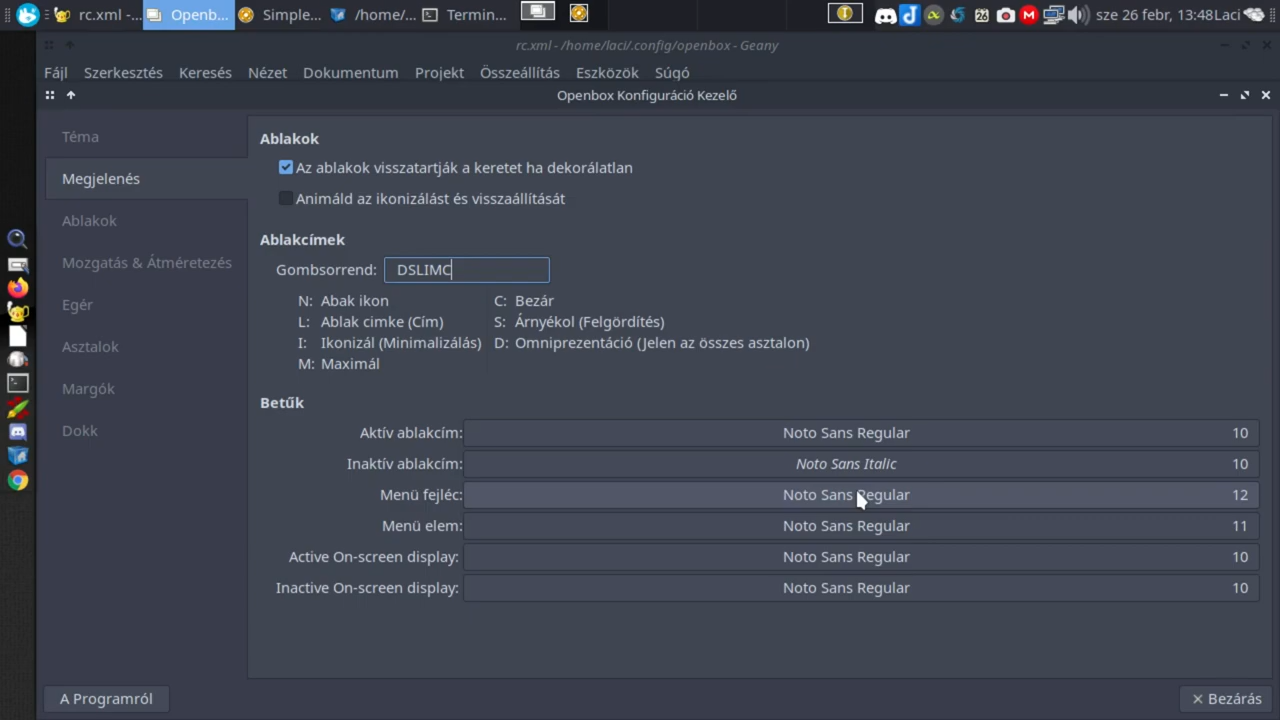 rc.xml -... Openb... Simple... /home/... Termin... 26 sze 26 febr, 13:48 Laci
rc.xml - /home/laci/.config/openbox - Geany
Fájl Szerkesztés Keresés Nézet Dokumentum Projekt Összeállítás Eszközök Súgó
Openbox Konfiguráció Kezelő
Téma
Megjelenés
Ablakok
Mozgatás & Átméretezés
Egér
Asztalok
Margók
Dokk
Ablakok
Az ablakok visszatartják a keretet ha dekorálatlan
Animáld az ikonizálást és visszaállítását
Ablakcímek
Gombsorrend: DSLIMC
N: Abak ikon C: Bezár
L: Ablak cimke (Cím) S: Árnyékol (Felgördítés)
I: Ikonizál (Minimalizálás) D: Omniprezentáció (Jelen az összes asztalon)
M: Maximál
Betűk
Aktív ablakcím: Noto Sans Regular 10
Inaktív ablakcím: Noto Sans Italic 10
Menü fejléc: Noto Sans Regular 12
Menü elem: Noto Sans Regular 11
Active On-screen display: Noto Sans Regular 10
Inactive On-screen display: Noto Sans Regular 10
A Programról
Bezárás